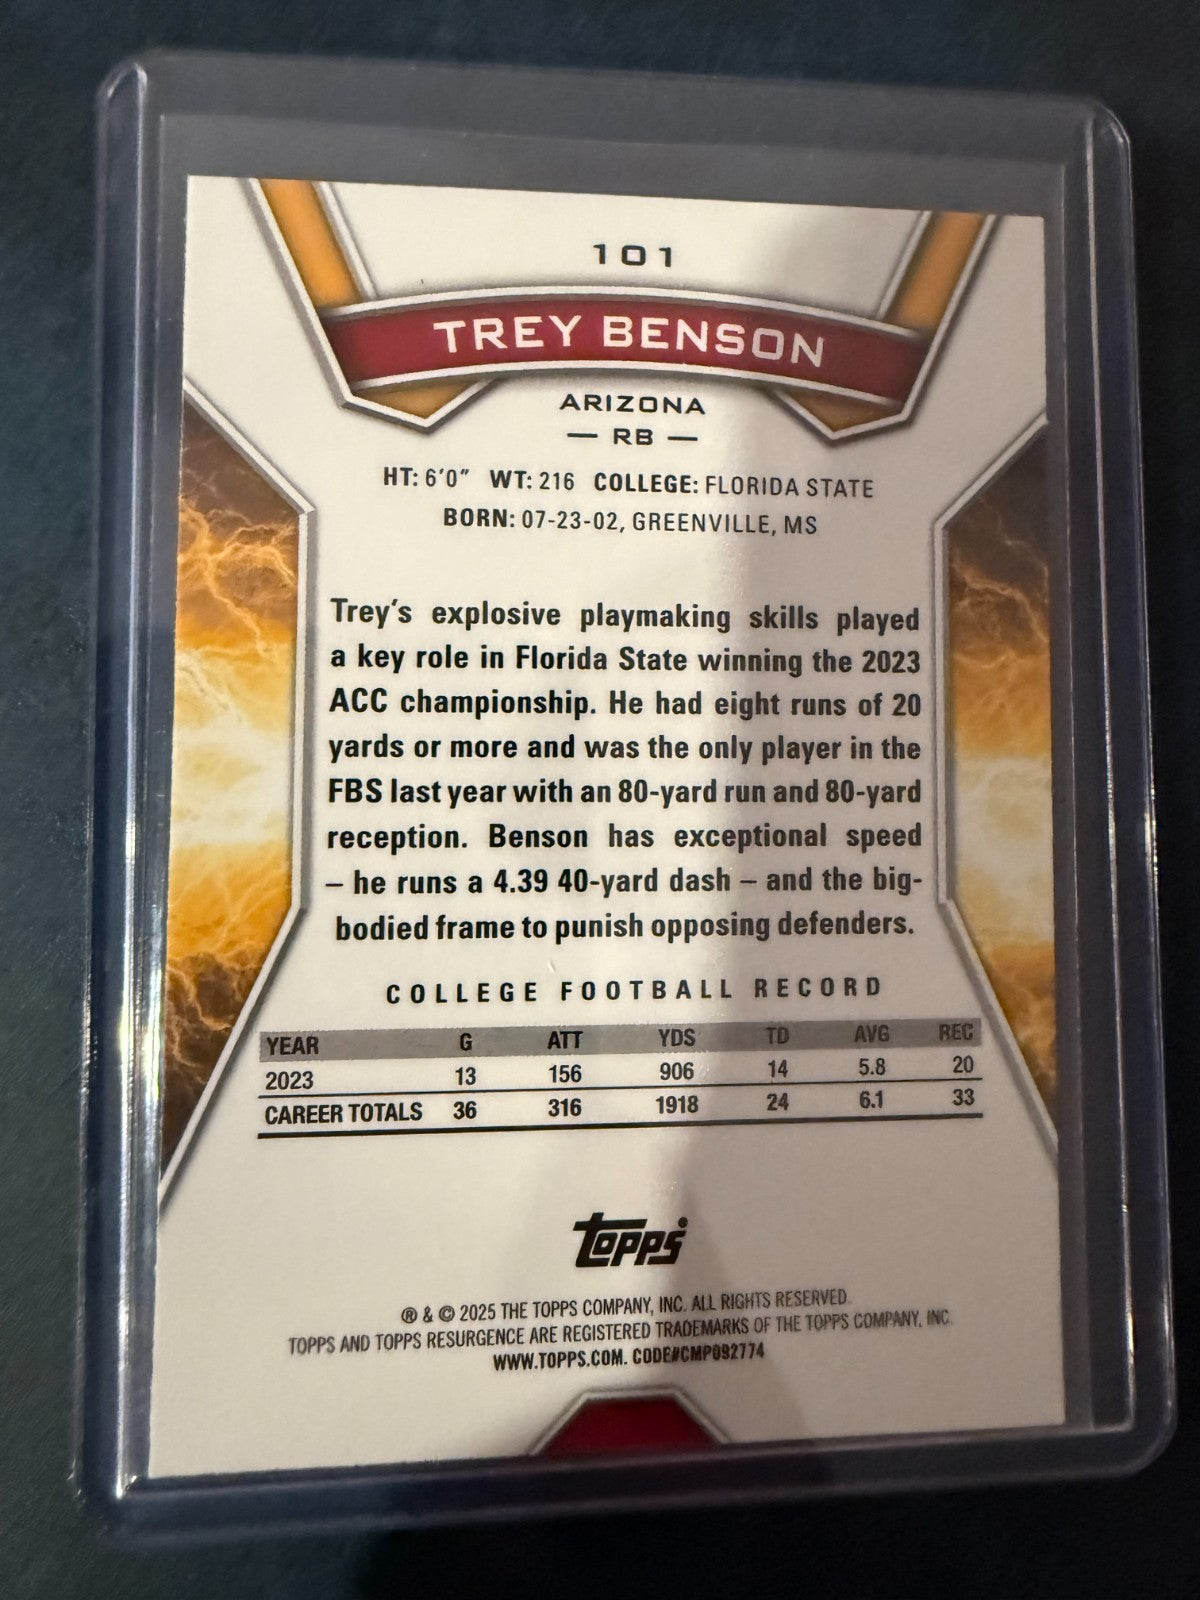 101
TREY BENSON
ARIZONA
— RB —
HT: 6'0" WT: 216 COLLEGE: FLORIDA STATE
BORN: 07-23-02, GREENVILLE, MS
Trey's explosive playmaking skills played
a key role in Florida State winning the 2023
ACC championship. He had eight runs of 20
yards or more and was the only player in the
FBS last year with an 80-yard run and 80-yard
reception. Benson has exceptional speed
– he runs a 4.39 40-yard dash – and the big-
bodied frame to punish opposing defenders.
COLLEGE FOOTBALL RECORD
YEAR G ATT YDS TD AVG REC
2023 13 156 906 14 5.8 20
CAREER TOTALS 36 316 1918 24 6.1 33
Topps
® & © 2025 THE TOPPS COMPANY, INC. ALL RIGHTS RESERVED.
TOPPS AND TOPPS RESURGENCE ARE REGISTERED TRADEMARKS OF THE TOPPS COMPANY, INC.
WWW.TOPPS.COM. CODE#CMP092774